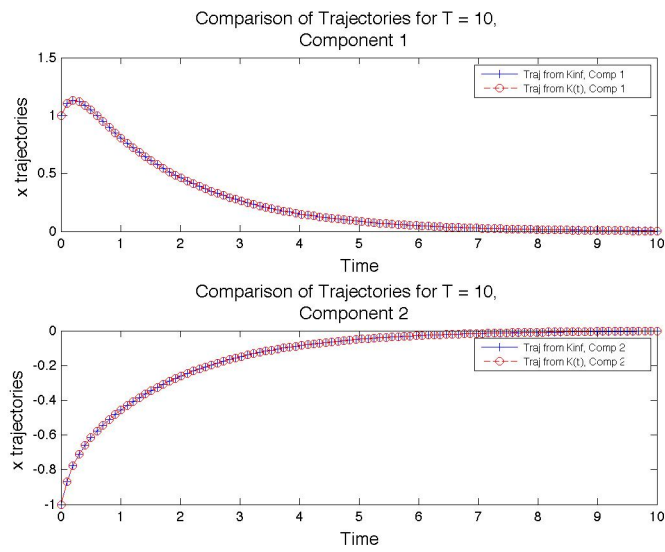 Comparison of Trajectories for T = 10,
Component 1
1.5
1
0.5
0
x trajectories
Traj from Kinf, Comp 1
Traj from K(t), Comp 1
0 1 2 3 4 5 6 7 8 9 10
Time
Comparison of Trajectories for T = 10,
Component 2
0
-0.2
-0.4
-0.6
-0.8
-1
x trajectories
Traj from Kinf, Comp 2
Traj from K(t), Comp 2
0 1 2 3 4 5 6 7 8 9 10
Time